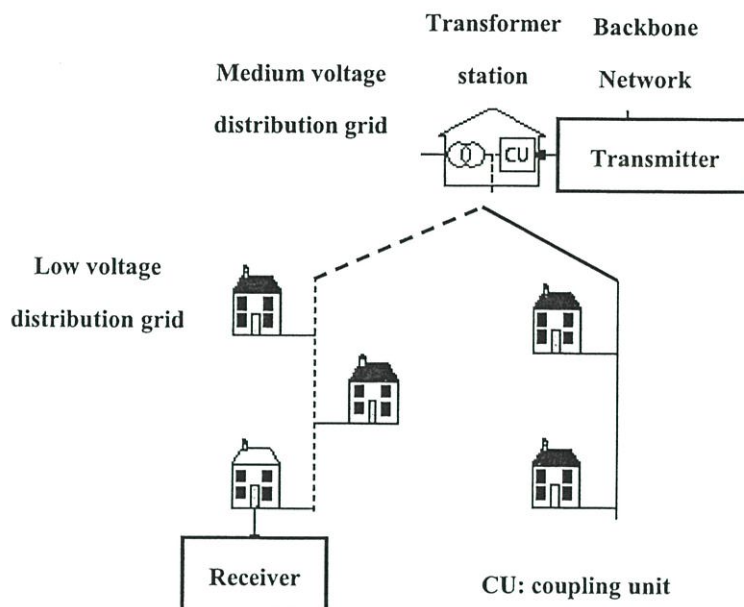 Transformer
station
Backbone
Network
Medium voltage
distribution grid
CU
Transmitter
Low voltage
distribution grid
Receiver
CU: coupling unit